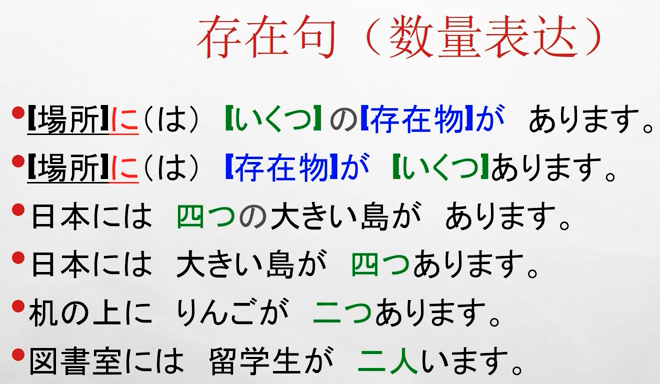 存在句（数量表达）
•【場所】に（は）【いくつ】の【存在物】が　あります。
•【場所】に（は）【存在物】が　【いくつ】あります。
•日本には　四つの大きい島が　あります。
•日本には　大きい島が　四つあります。
•机の上に　りんごが　二つあります。
•図書室には　留学生が　二人います。